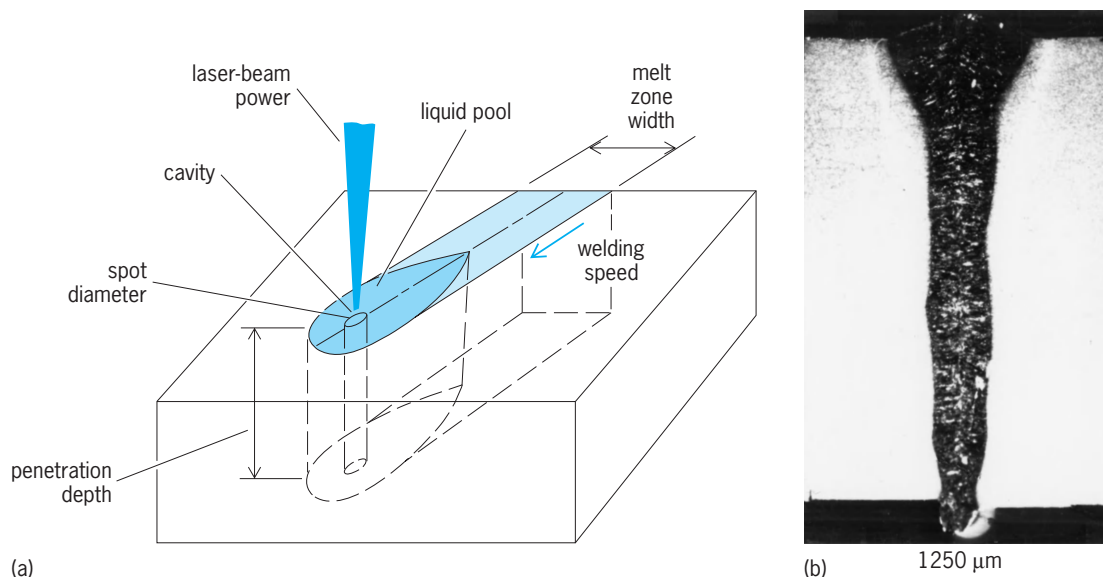 laser-beam
power
liquid pool
melt
zone
width
cavity
spot
diameter
welding
speed
penetration
depth
(a)
(b)
1250 µm